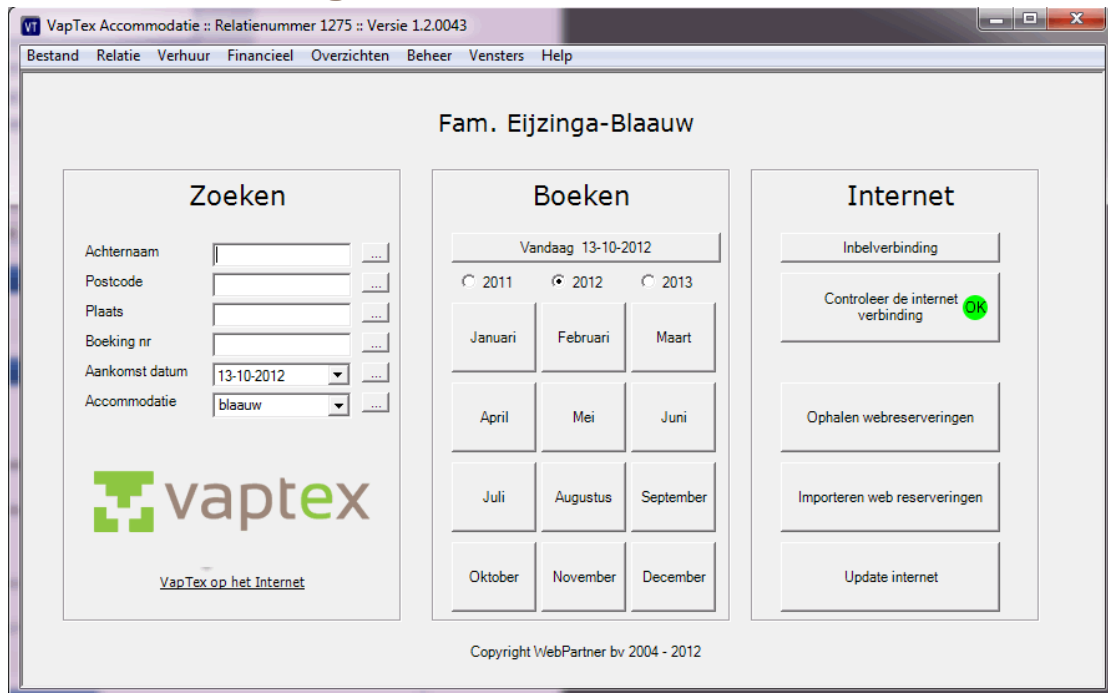 VapTex Accommodatie :: Relatienummer 1275 :: Versie 1.2.0043
Bestand Relatie Verhuur Financieel Overzichten Beheer Vensters Help
Fam. Eijzinga-Blaauw
Zoeken
Achternaam ...
Postcode ...
Plaats ...
Boeking nr ...
Aankomst datum 13-10-2012 ...
Accommodatie blaauw ...
vaptex
VapTex op het Internet
Boeken
Vandaag 13-10-2012
2011 2012 2013
Januari Februari Maart
April Mei Juni
Juli Augustus September
Oktober November December
Internet
Inbelverbinding
Controleer de internet
verbinding OK
Ophalen webreserveringen
Importeren web reserveringen
Update internet
Copyright WebPartner bv 2004 - 2012